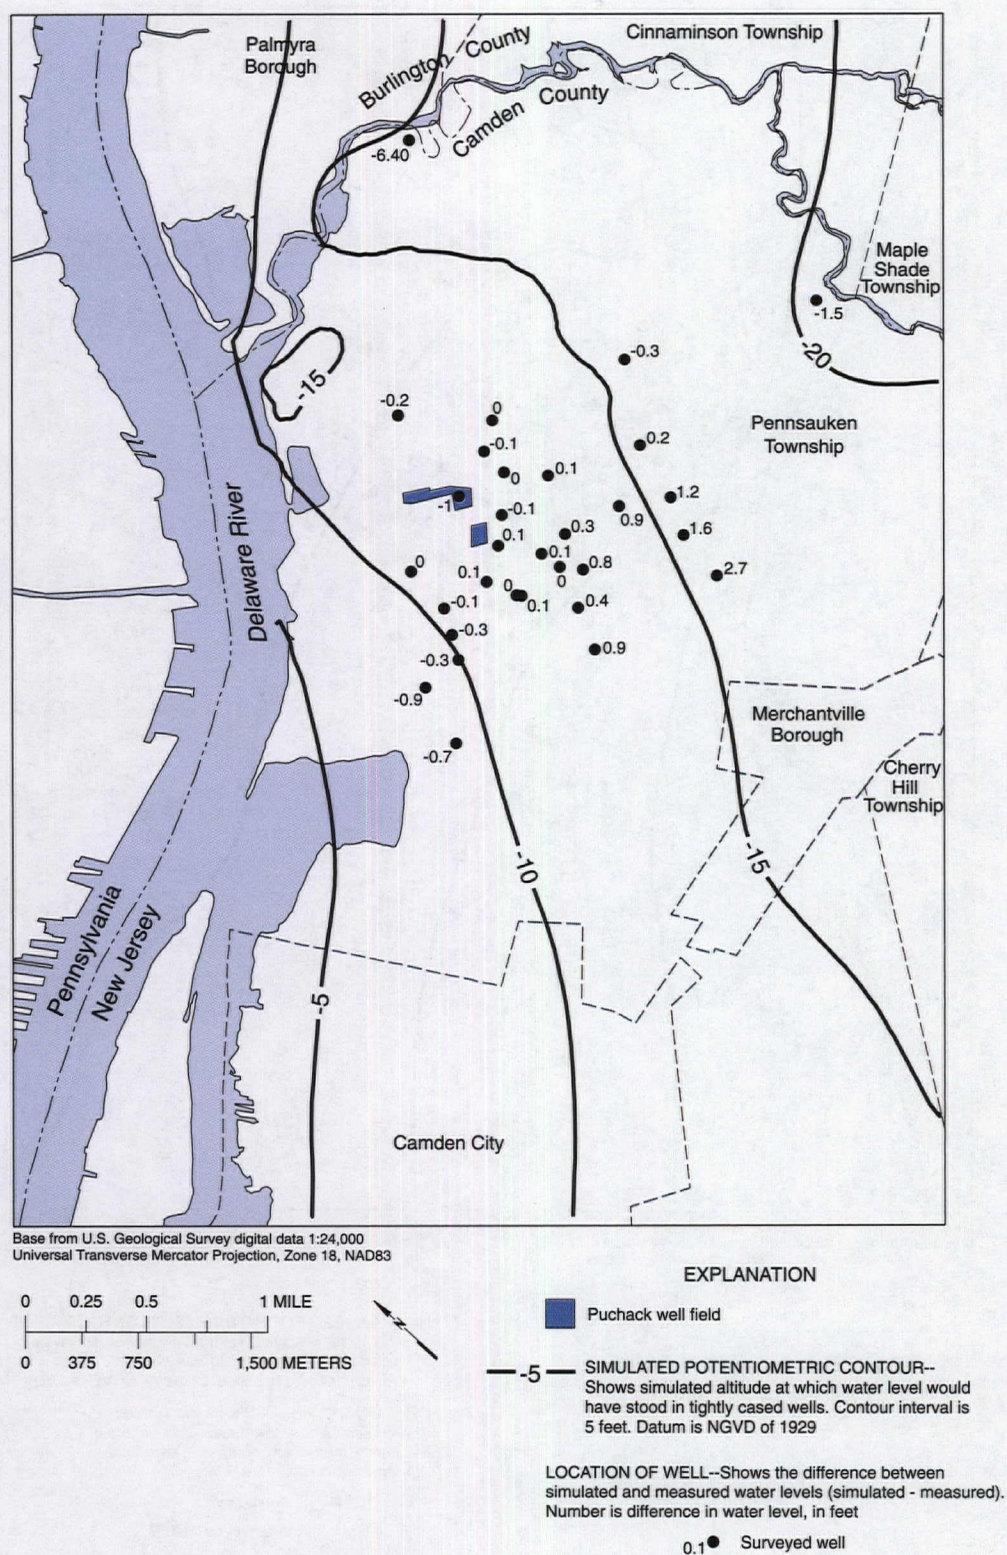 Palmyra
Borough
Burlington County
Camden County
Cinnaminson Township
-6.40
Maple
Shade
Township
-1.5
-20
-0.3
-15
-0.2
0
-0.1
0
0.1
0.2
Pennsauken
Township
-1
-0.1
1.2
0.9
0.3
1.6
0.1
0.1
0
0.8
2.7
0
0.1
0
0.1
0.4
-0.1
-0.3
-0.3
0.9
-0.9
-0.7
Delaware River
Merchantville
Borough
Cherry
Hill
Township
-10
-15
Pennsylvania
New Jersey
-5
Camden City
Base from U.S. Geological Survey digital data 1:24,000
Universal Transverse Mercator Projection, Zone 18, NAD83
0 0.25 0.5 1 MILE
0 375 750 1,500 METERS
N
EXPLANATION
Puchack well field
-5 SIMULATED POTENTIOMETRIC CONTOUR--
Shows simulated altitude at which water level would
have stood in tightly cased wells. Contour interval is
5 feet. Datum is NGVD of 1929
LOCATION OF WELL--Shows the difference between
simulated and measured water levels (simulated - measured).
Number is difference in water level, in feet
0.1 Surveyed well